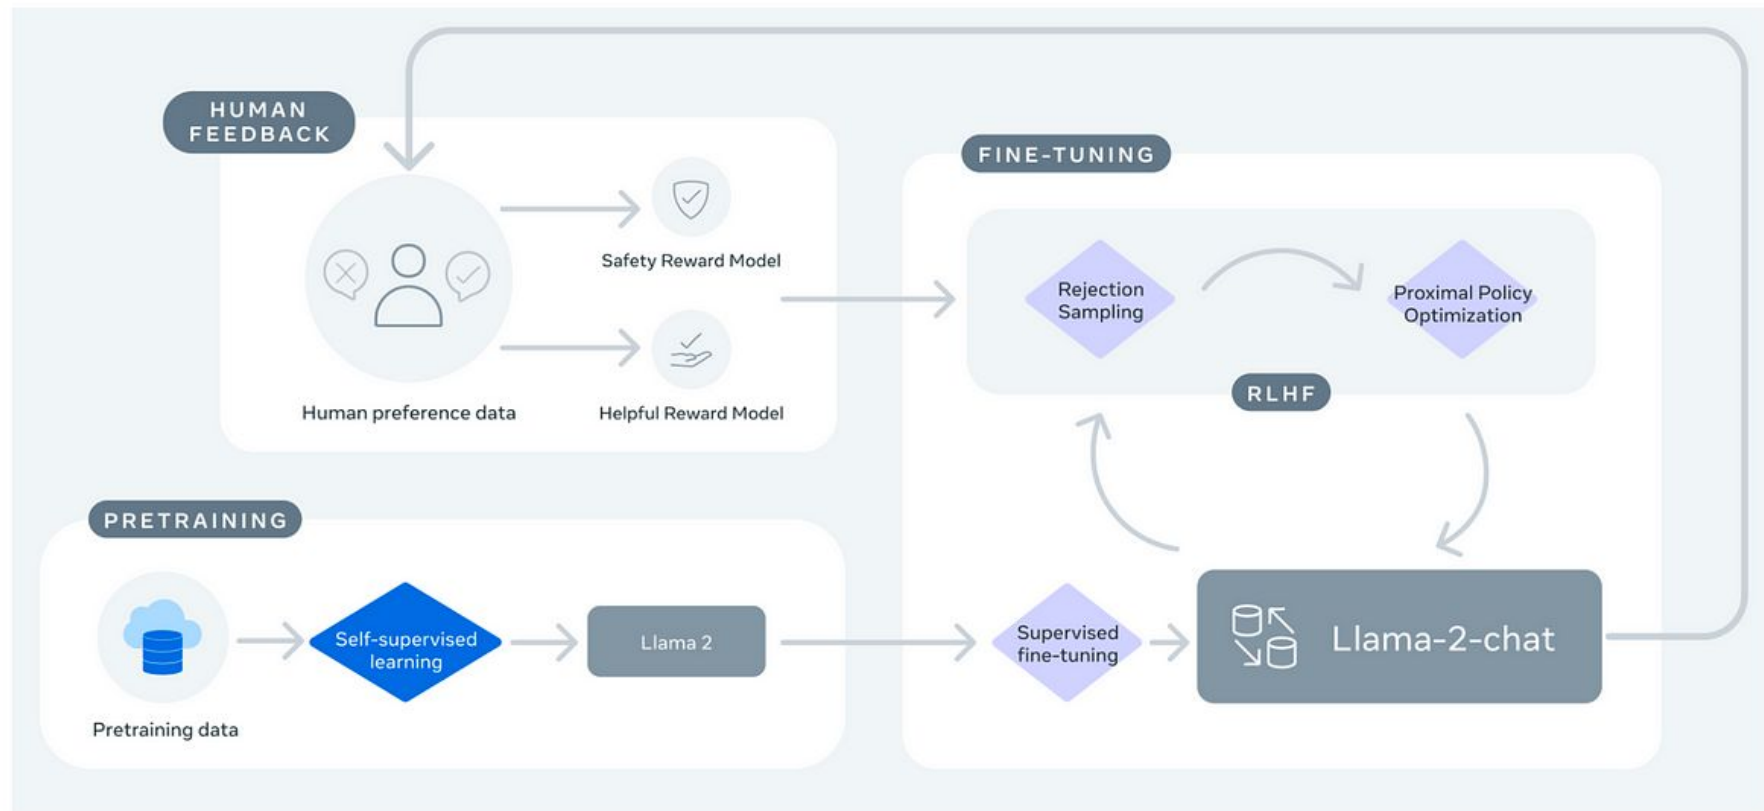 HUMAN
FEEDBACK
Safety Reward Model
Human preference data
Helpful Reward Model
FINE-TUNING
Rejection
Sampling
Proximal Policy
Optimization
RLHF
PRETRAINING
Self-supervised
learning
Llama 2
Pretraining data
Supervised
fine-tuning
Llama-2-chat